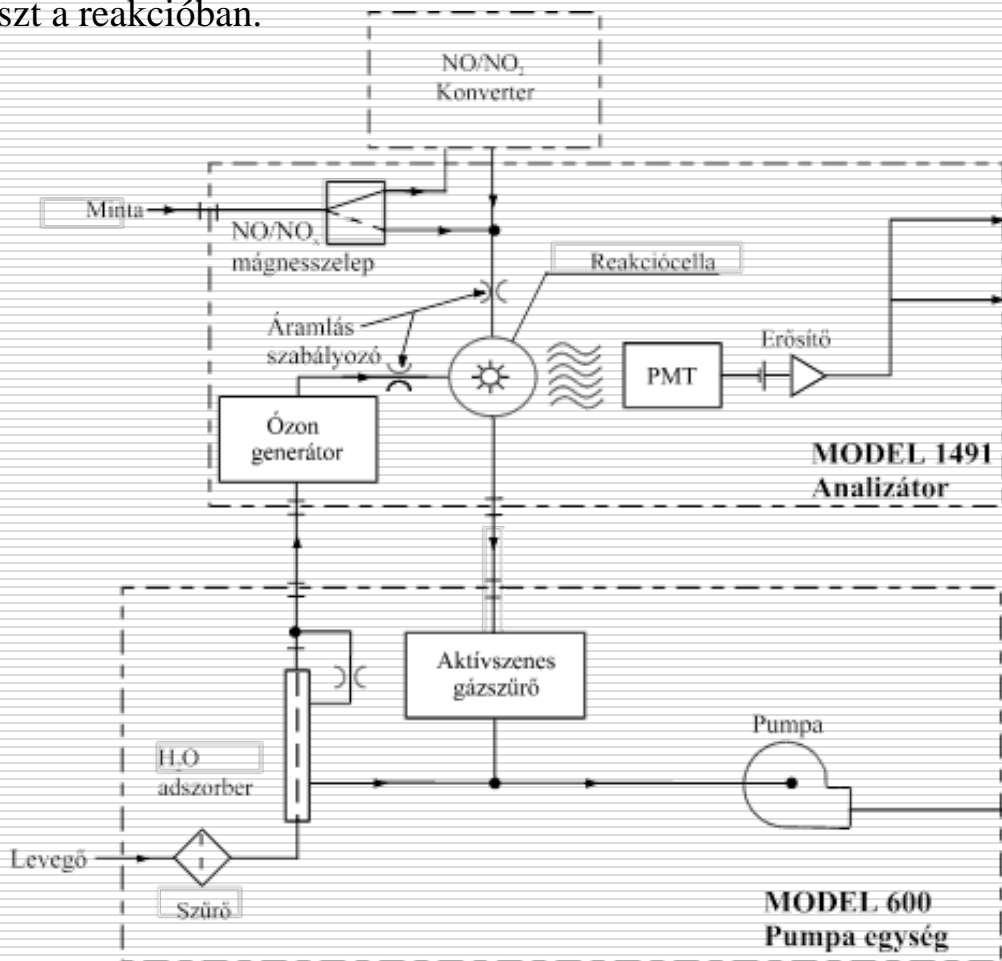 szt a reakcióban.
NO/NO₂
Konverter
Minta
NO/NOₓ
mágnesszelep
Reakciócella
Áramlás
szabályozó
Erősítő
PMT
Ózon
generátor
MODEL 1491
Analizátor
Aktívszenes
gázszűrő
Pumpa
H₂O
adszorber
Levegő
Szűrő
MODEL 600
Pumpa egység